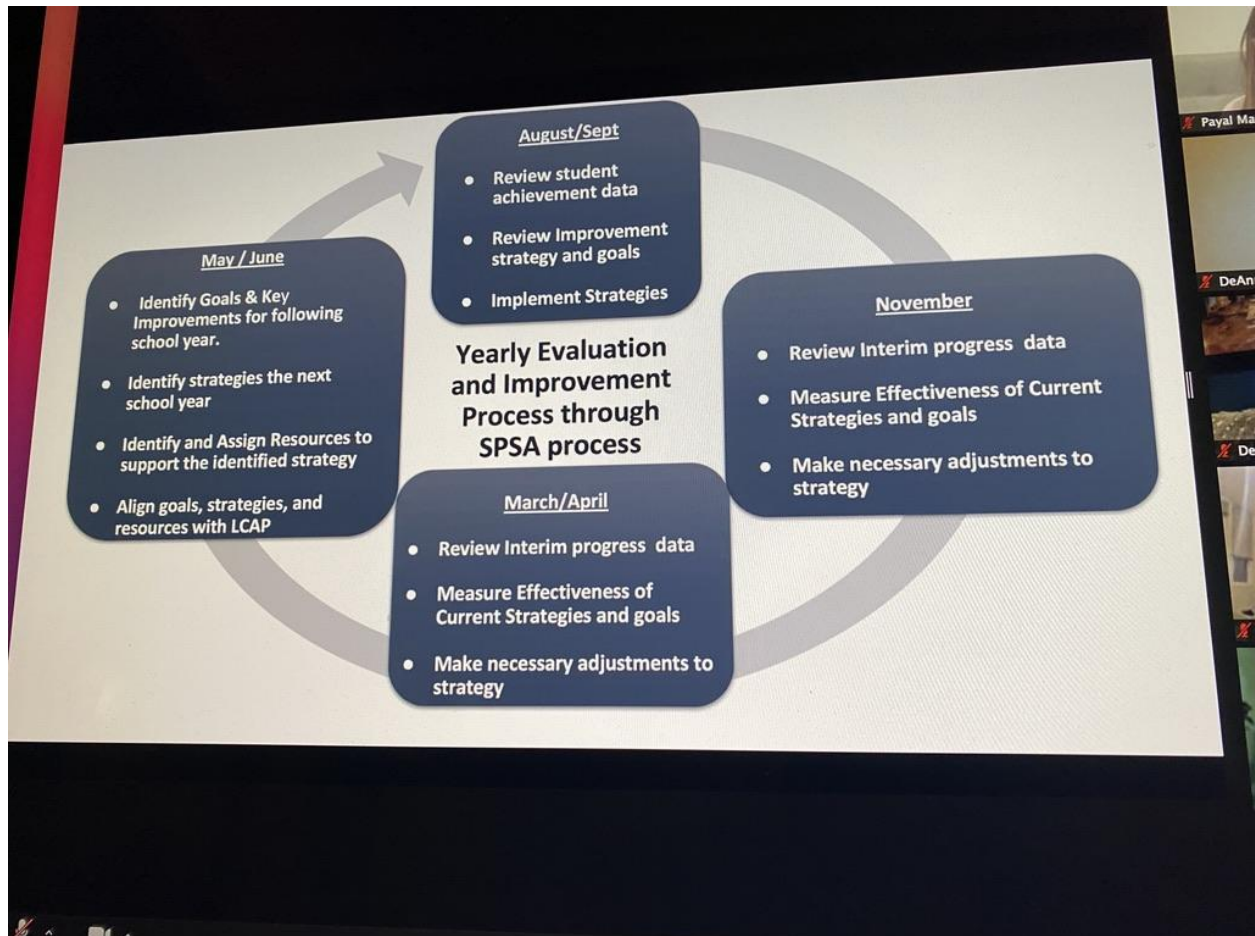 August/Sept
● Review student
achievement data
● Review Improvement
strategy and goals
● Implement Strategies
May / June
● Identify Goals & Key
Improvements for following
school year.
● Identify strategies the next
school year
● Identify and Assign Resources to
support the identified strategy
● Align goals, strategies, and
resources with LCAP
Yearly Evaluation
and Improvement
Process through
SPSA process
November
● Review Interim progress data
● Measure Effectiveness of Current
Strategies and goals
● Make necessary adjustments to
strategy
March/April
● Review Interim progress data
● Measure Effectiveness of
Current Strategies and goals
● Make necessary adjustments to
strategy
Payal Ma
DeAn
De